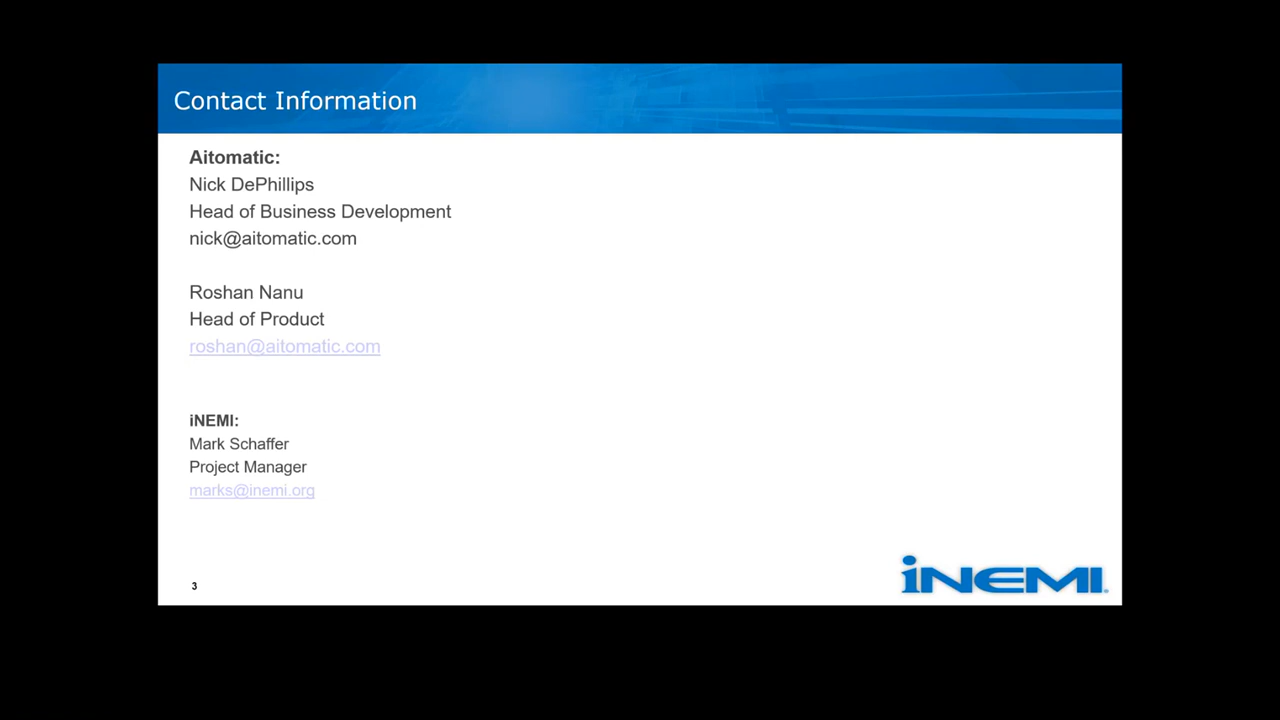 Contact Information
Aitomatic:
Nick DePhillips
Head of Business Development
nick@aitomatic.com
Roshan Nanu
Head of Product
roshan@aitomatic.com
iNEMI:
Mark Schaffer
Project Manager
marks@inemi.org
3
iNEMI®